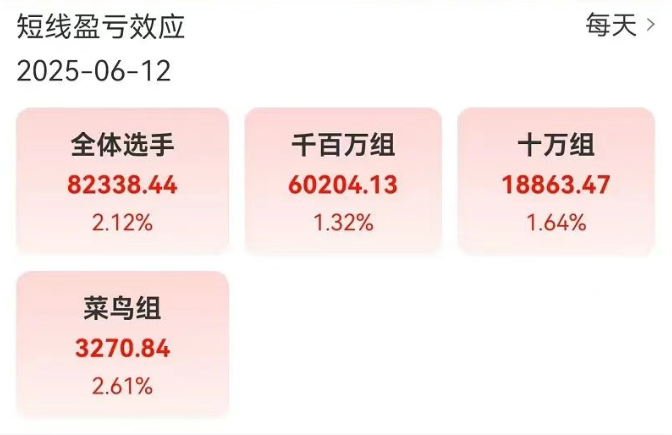 短线盈亏效应
每天 >
2025-06-12
全体选手
82338.44
2.12%
千百万组
60204.13
1.32%
十万组
18863.47
1.64%
菜鸟组
3270.84
2.61%